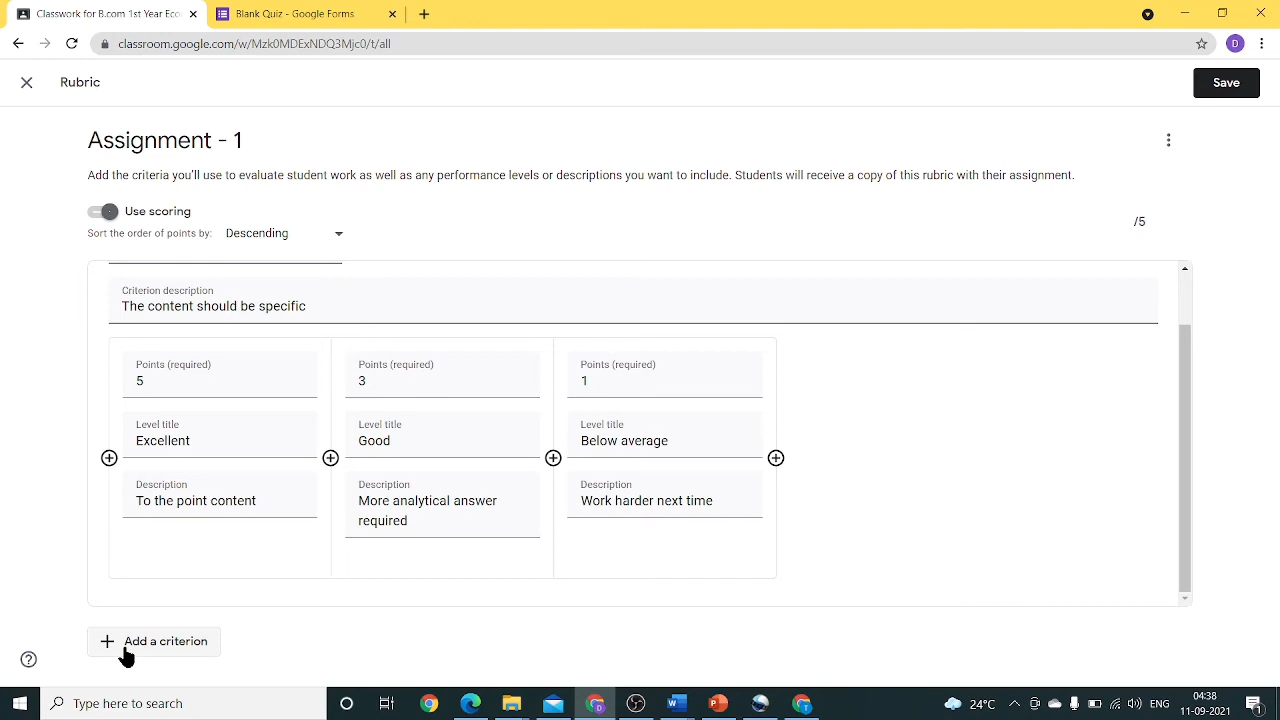 Classwork for B.com 1st Year Eco
Blank Quiz - Google Forms
classroom.google.com/w/Mzk0MDExNDQ3Mjc0/t/all
D
Rubric
Save
Assignment - 1
Add the criteria you'll use to evaluate student work as well as any performance levels or descriptions you want to include. Students will receive a copy of this rubric with their assignment.
Use scoring
Sort the order of points by: Descending
/5
Criterion description
The content should be specific
Points (required)
5
Level title
Excellent
Description
To the point content
Points (required)
3
Level title
Good
Description
More analytical answer
required
Points (required)
1
Level title
Below average
Description
Work harder next time
Add a criterion
Type here to search
24°C
ENG
04:38
11-09-2021